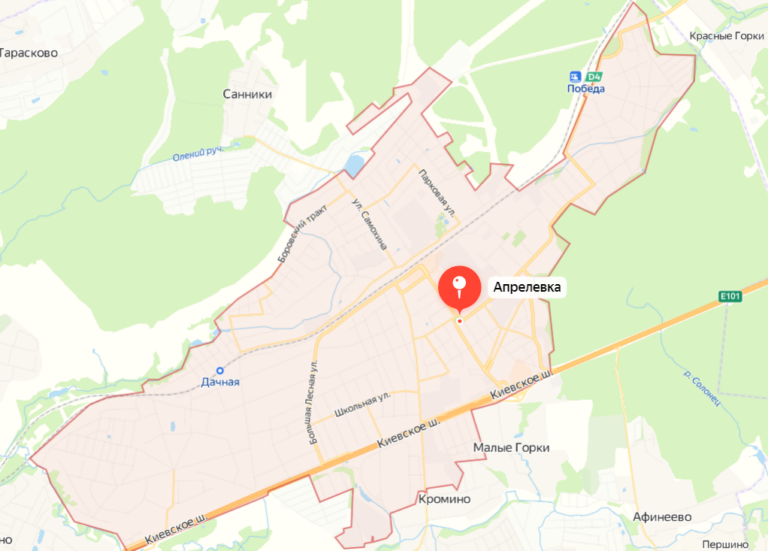 Красные Горки
Тарасково
D4
Победа
Санники
Олений руч.
Парковая ул.
ул. Самохина
Боровский тракт
Апрелевка
E101
Дачная
р. Солонец
Киевское ш.
Большая Лесная ул.
Школьная ул.
Киевское ш.
Малые Горки
Кромино
Афинеево
Киевское ш.
но
Першино